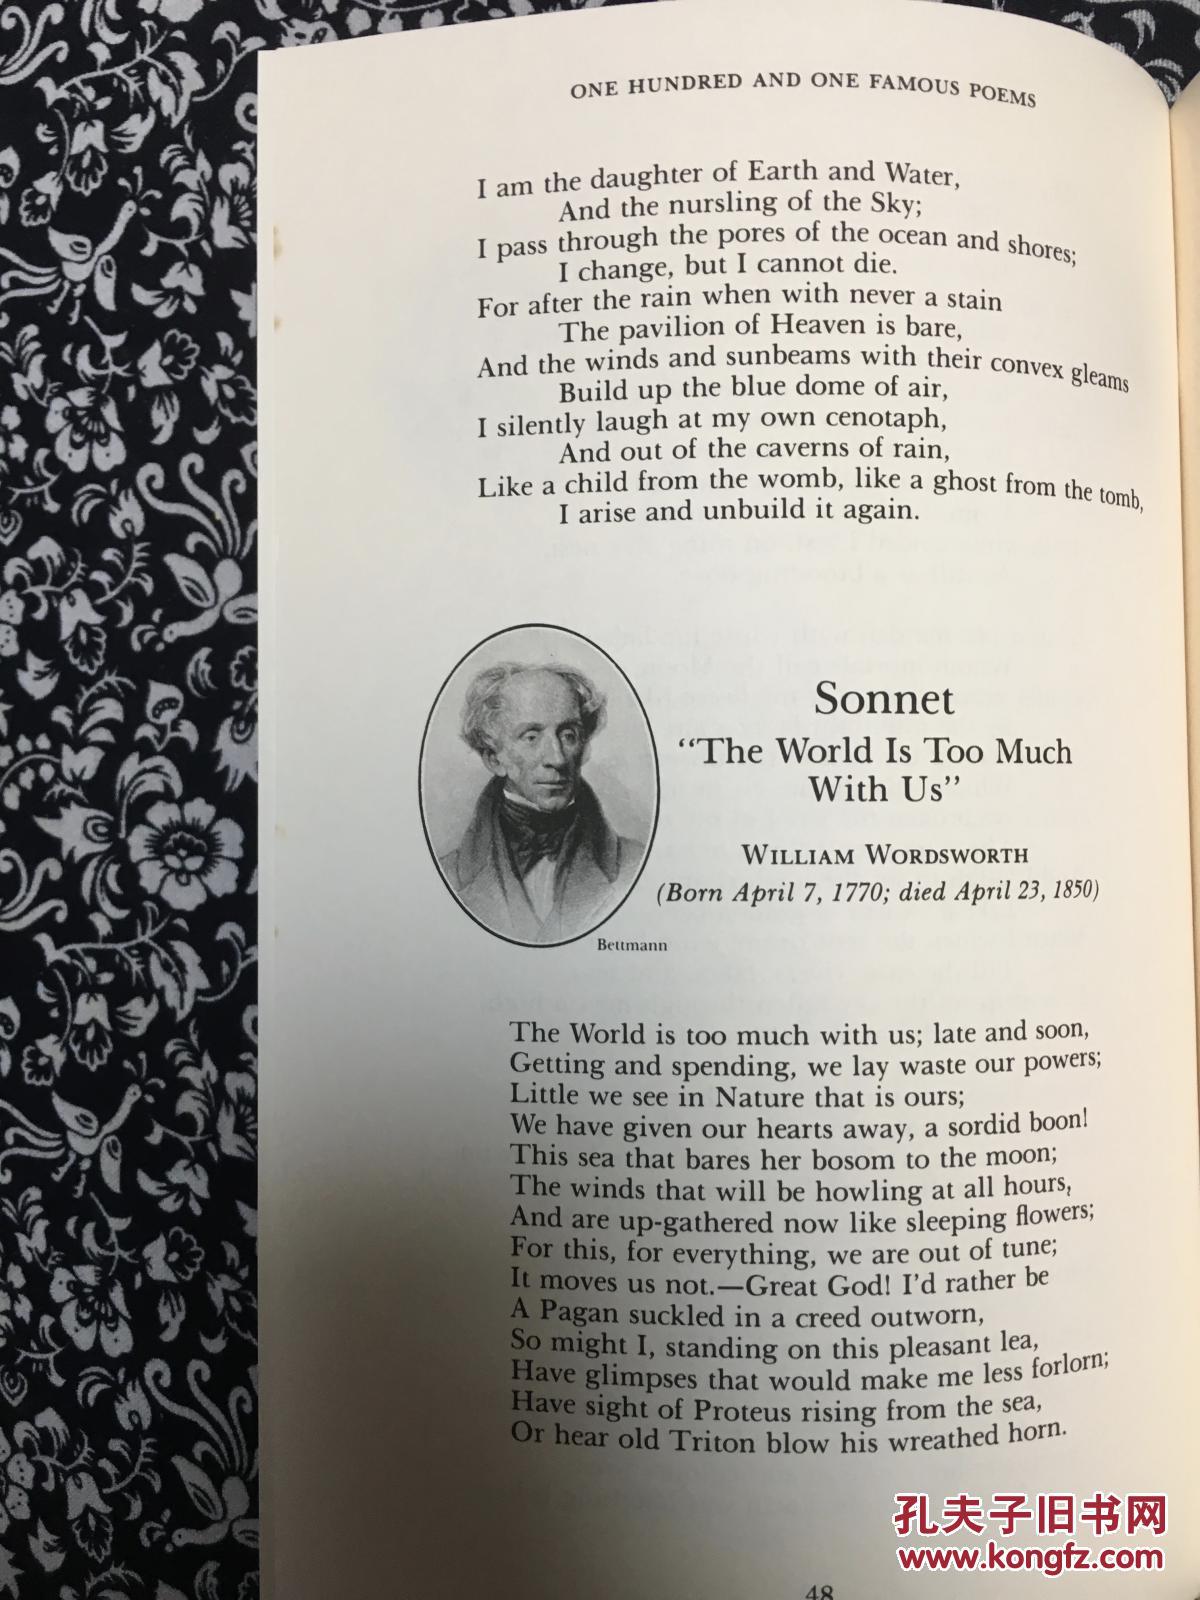 ONE HUNDRED AND ONE FAMOUS POEMS
I am the daughter of Earth and Water,
And the nursling of the Sky;
I pass through the pores of the ocean and shores;
I change, but I cannot die.
For after the rain when with never a stain
The pavilion of Heaven is bare,
And the winds and sunbeams with their convex gleams
Build up the blue dome of air,
I silently laugh at my own cenotaph,
And out of the caverns of rain,
Like a child from the womb, like a ghost from the tomb,
I arise and unbuild it again.
Sonnet
“The World Is Too Much
With Us”
WILLIAM WORDSWORTH
(Born April 7, 1770; died April 23, 1850)
Bettmann
The World is too much with us; late and soon,
Getting and spending, we lay waste our powers;
Little we see in Nature that is ours;
We have given our hearts away, a sordid boon!
This sea that bares her bosom to the moon;
The winds that will be howling at all hours,
And are up-gathered now like sleeping flowers;
For this, for everything, we are out of tune;
It moves us not.—Great God! I’d rather be
A Pagan suckled in a creed outworn,
So might I, standing on this pleasant lea,
Have glimpses that would make me less forlorn;
Have sight of Proteus rising from the sea,
Or hear old Triton blow his wreathed horn.
孔夫子旧书网
www.kongfz.com
48